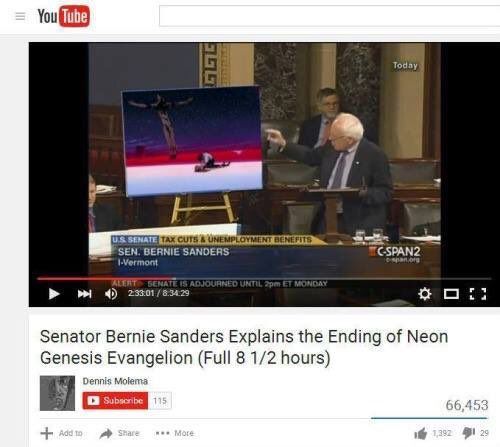 YouTube
Today
U.S. SENATE TAX CUTS & UNEMPLOYMENT BENEFITS
SEN. BERNIE SANDERS
I-Vermont
C-SPAN2
c-span.org
ALERT SENATE IS ADJOURNED UNTIL 2pm ET MONDAY
2:33:01 / 8:34:29
Senator Bernie Sanders Explains the Ending of Neon
Genesis Evangelion (Full 8 1/2 hours)
Dennis Molema
Subscribe 115
66,453
Add to Share More
1,392 29